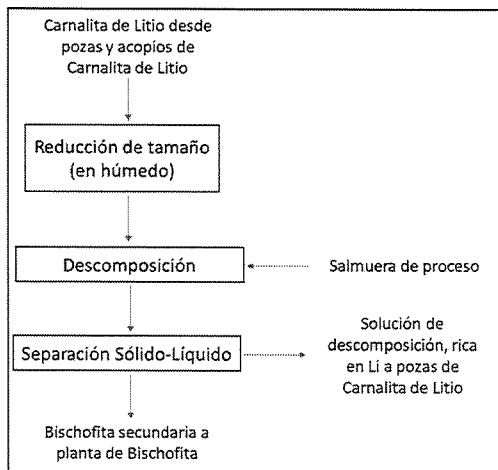 Carnalita de Litio desde
pozas y acopios de
Carnalita de Litio
Reducción de tamaño
(en húmedo)
Descomposición
Salmuera de proceso
Separación Sólido-Líquido
Solución de
descomposición, rica
en Li a pozas de
Carnalita de Litio
Bischofita secundaria a
planta de Bischofita